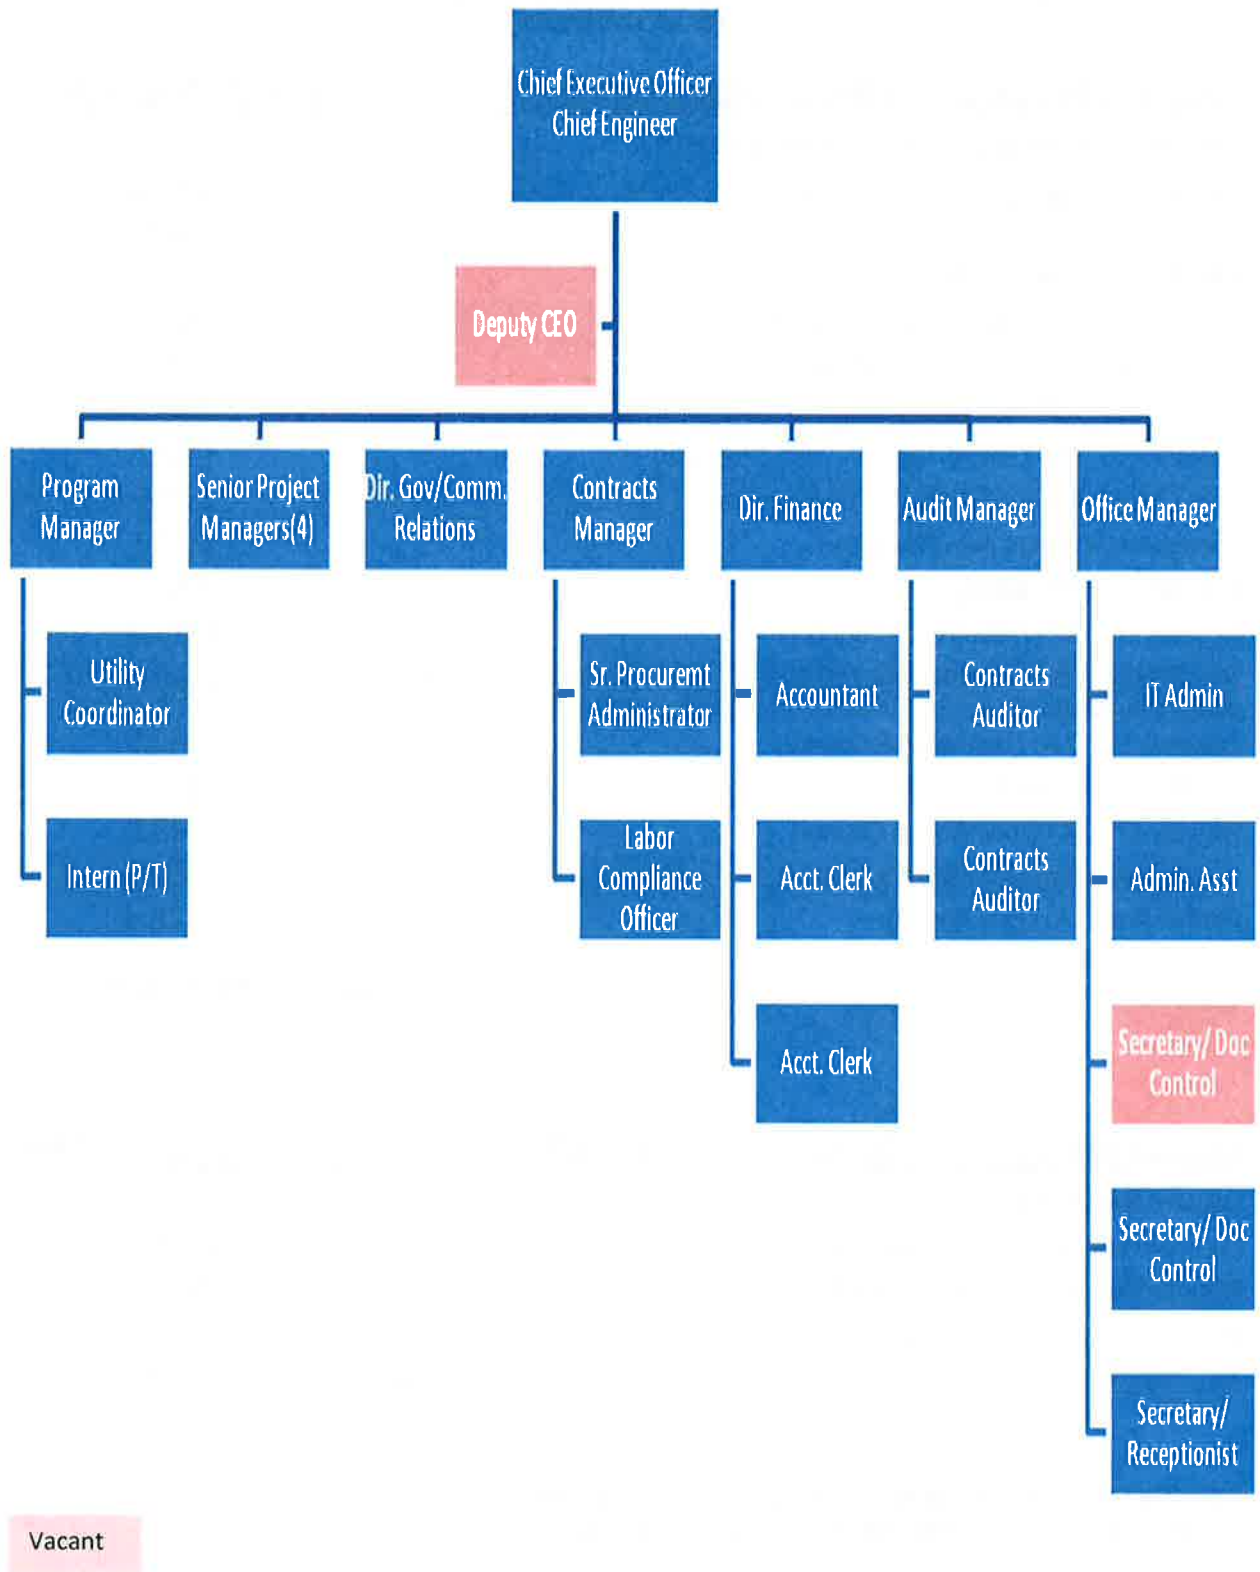 Chief Executive Officer
Chief Engineer
Deputy CEO
Program
Manager
Senior Project
Managers(4)
Dir. Gov/Comm.
Relations
Contracts
Manager
Dir. Finance
Audit Manager
Office Manager
Utility
Coordinator
Intern (P/T)
Sr. Procuremt
Administrator
Labor
Compliance
Officer
Accountant
Acct. Clerk
Acct. Clerk
Contracts
Auditor
Contracts
Auditor
IT Admin
Admin. Asst
Secretary/ Doc
Control
Secretary/ Doc
Control
Secretary/
Receptionist
Vacant